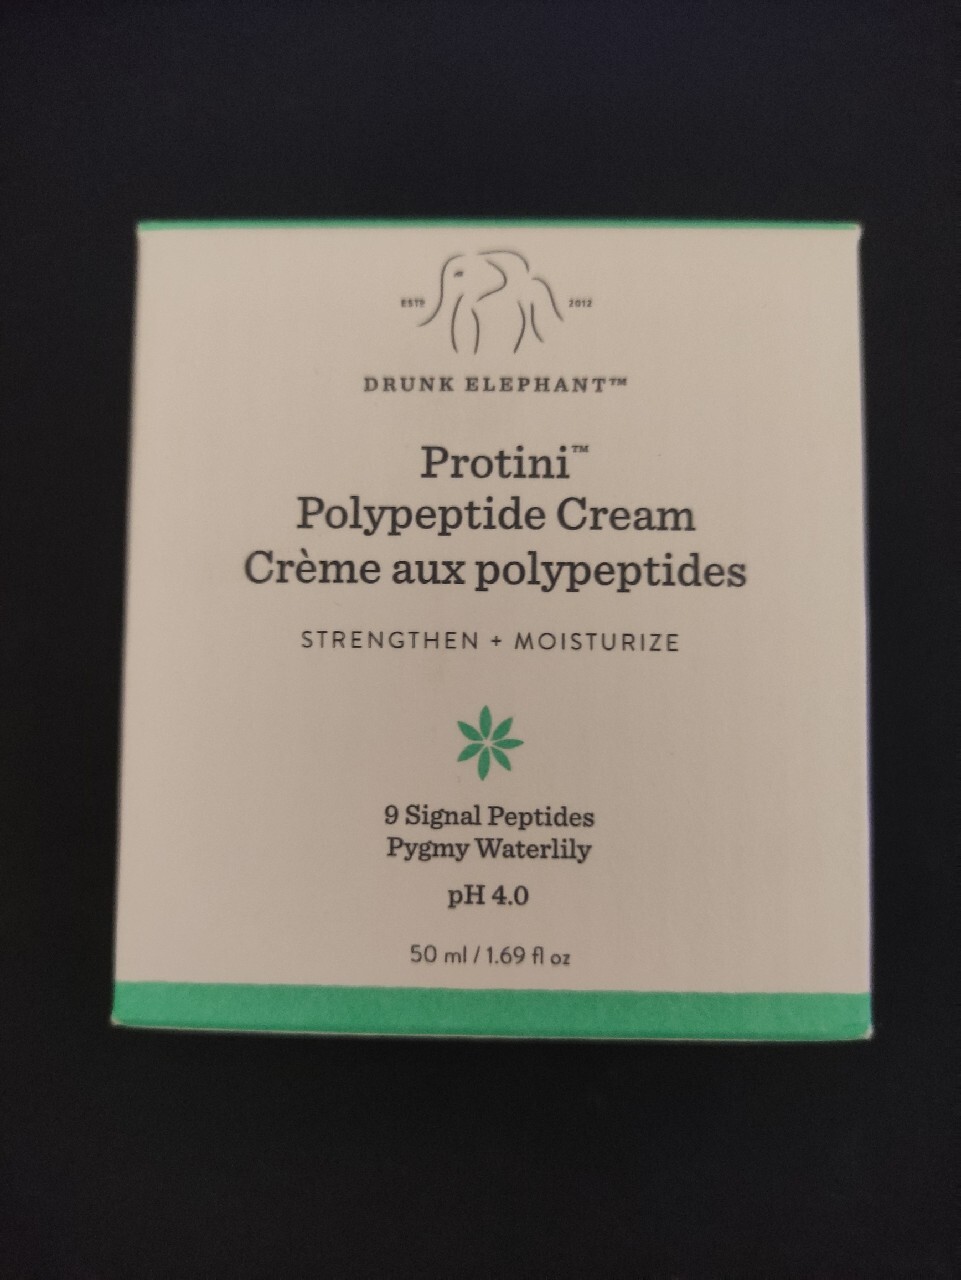 ESTD 2012
DRUNK ELEPHANT™
Protini™
Polypeptide Cream
Crème aux polypeptides
STRENGTHEN + MOISTURIZE
9 Signal Peptides
Pygmy Waterlily
pH 4.0
50 ml / 1.69 fl oz